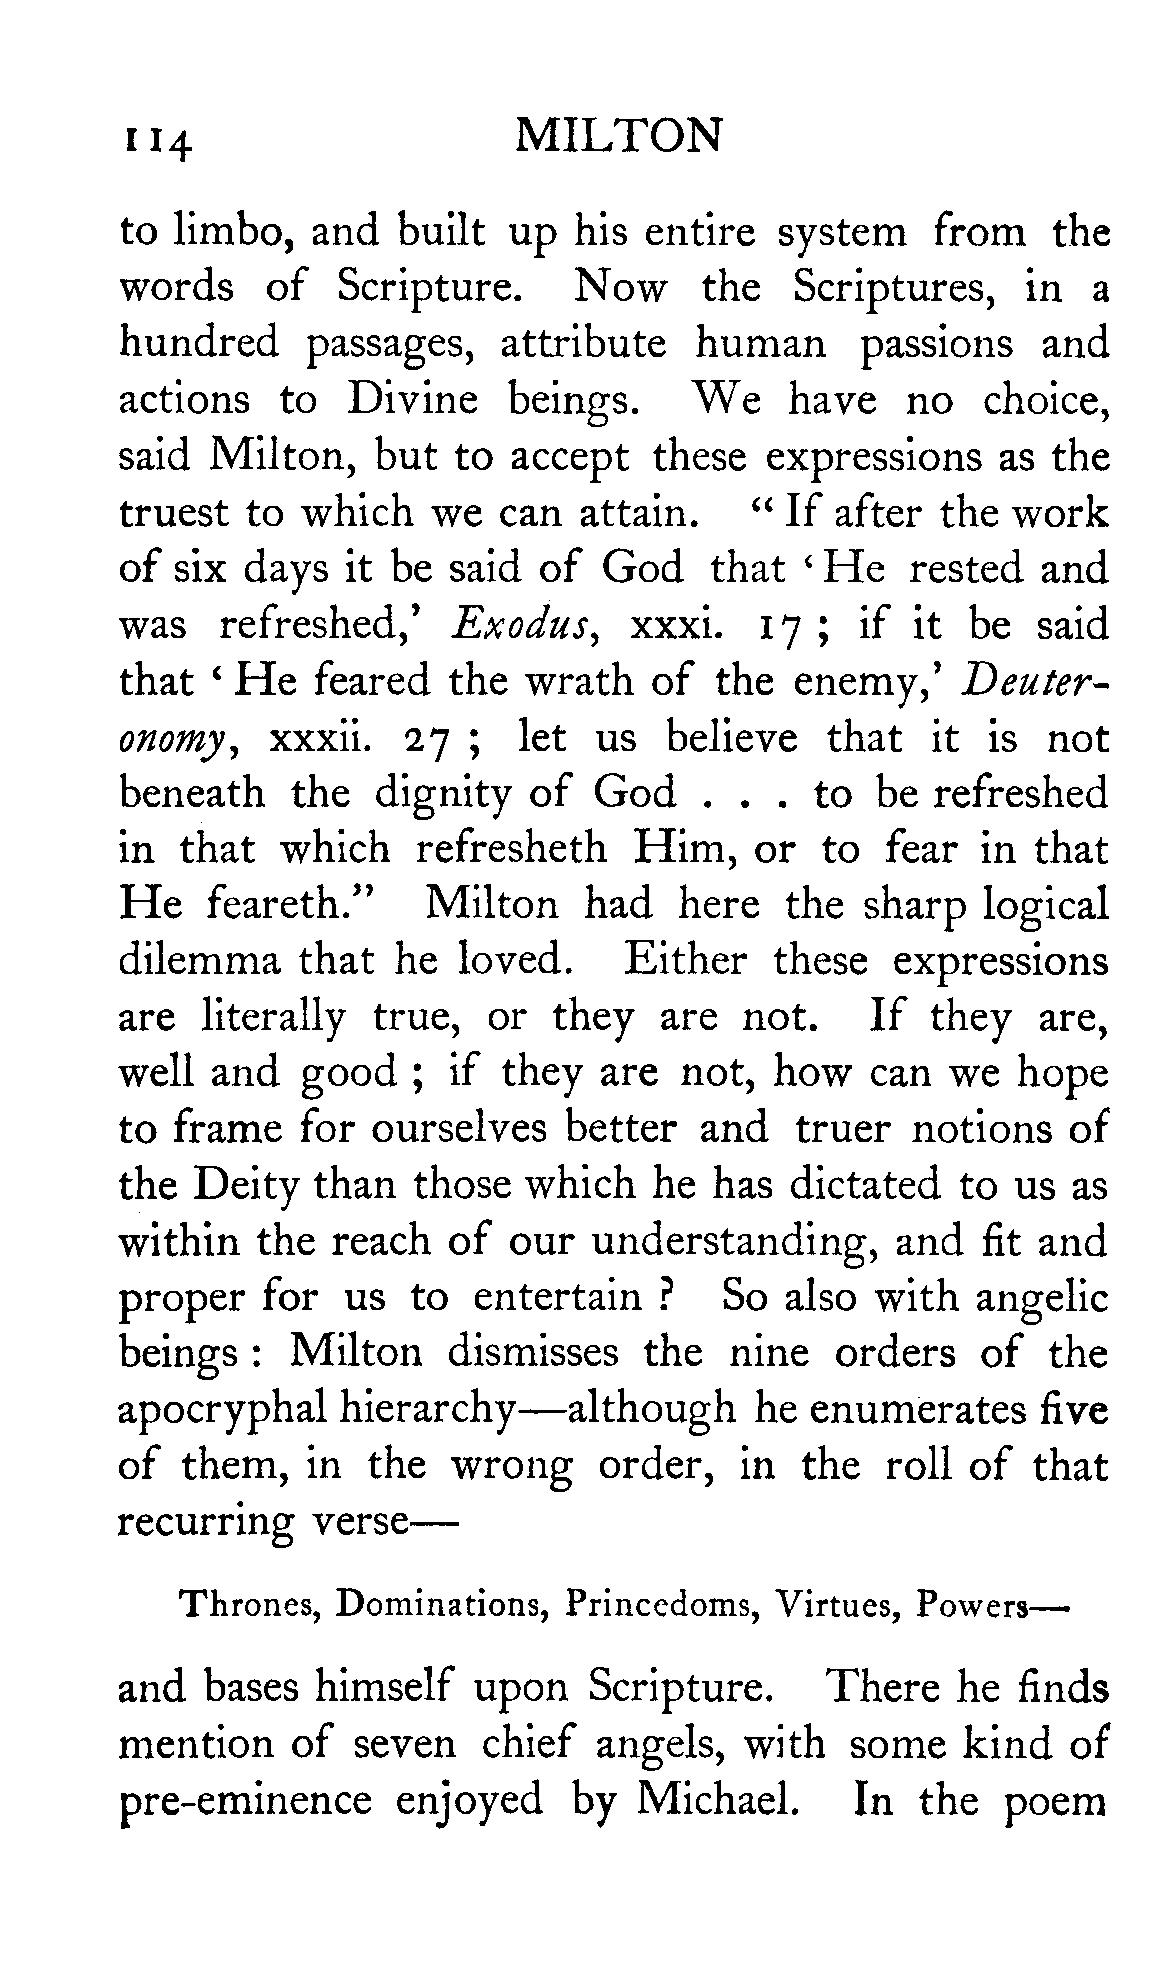 114 MILTON
to limbo, and built up his entire system from the
words of Scripture. Now the Scriptures, in a
hundred passages, attribute human passions and
actions to Divine beings. We have no choice,
said Milton, but to accept these expressions as the
truest to which we can attain. “ If after the work
of six days it be said of God that ‘ He rested and
was refreshed,’ Exodus, xxxi. 17 ; if it be said
that ‘ He feared the wrath of the enemy,’ Deuter-
onomy, xxxii. 27 ; let us believe that it is not
beneath the dignity of God . . . to be refreshed
in that which refresheth Him, or to fear in that
He feareth.” Milton had here the sharp logical
dilemma that he loved. Either these expressions
are literally true, or they are not. If they are,
well and good ; if they are not, how can we hope
to frame for ourselves better and truer notions of
the Deity than those which he has dictated to us as
within the reach of our understanding, and fit and
proper for us to entertain ? So also with angelic
beings : Milton dismisses the nine orders of the
apocryphal hierarchy—although he enumerates five
of them, in the wrong order, in the roll of that
recurring verse—
Thrones, Dominations, Princedoms, Virtues, Powers—
and bases himself upon Scripture. There he finds
mention of seven chief angels, with some kind of
pre-eminence enjoyed by Michael. In the poem